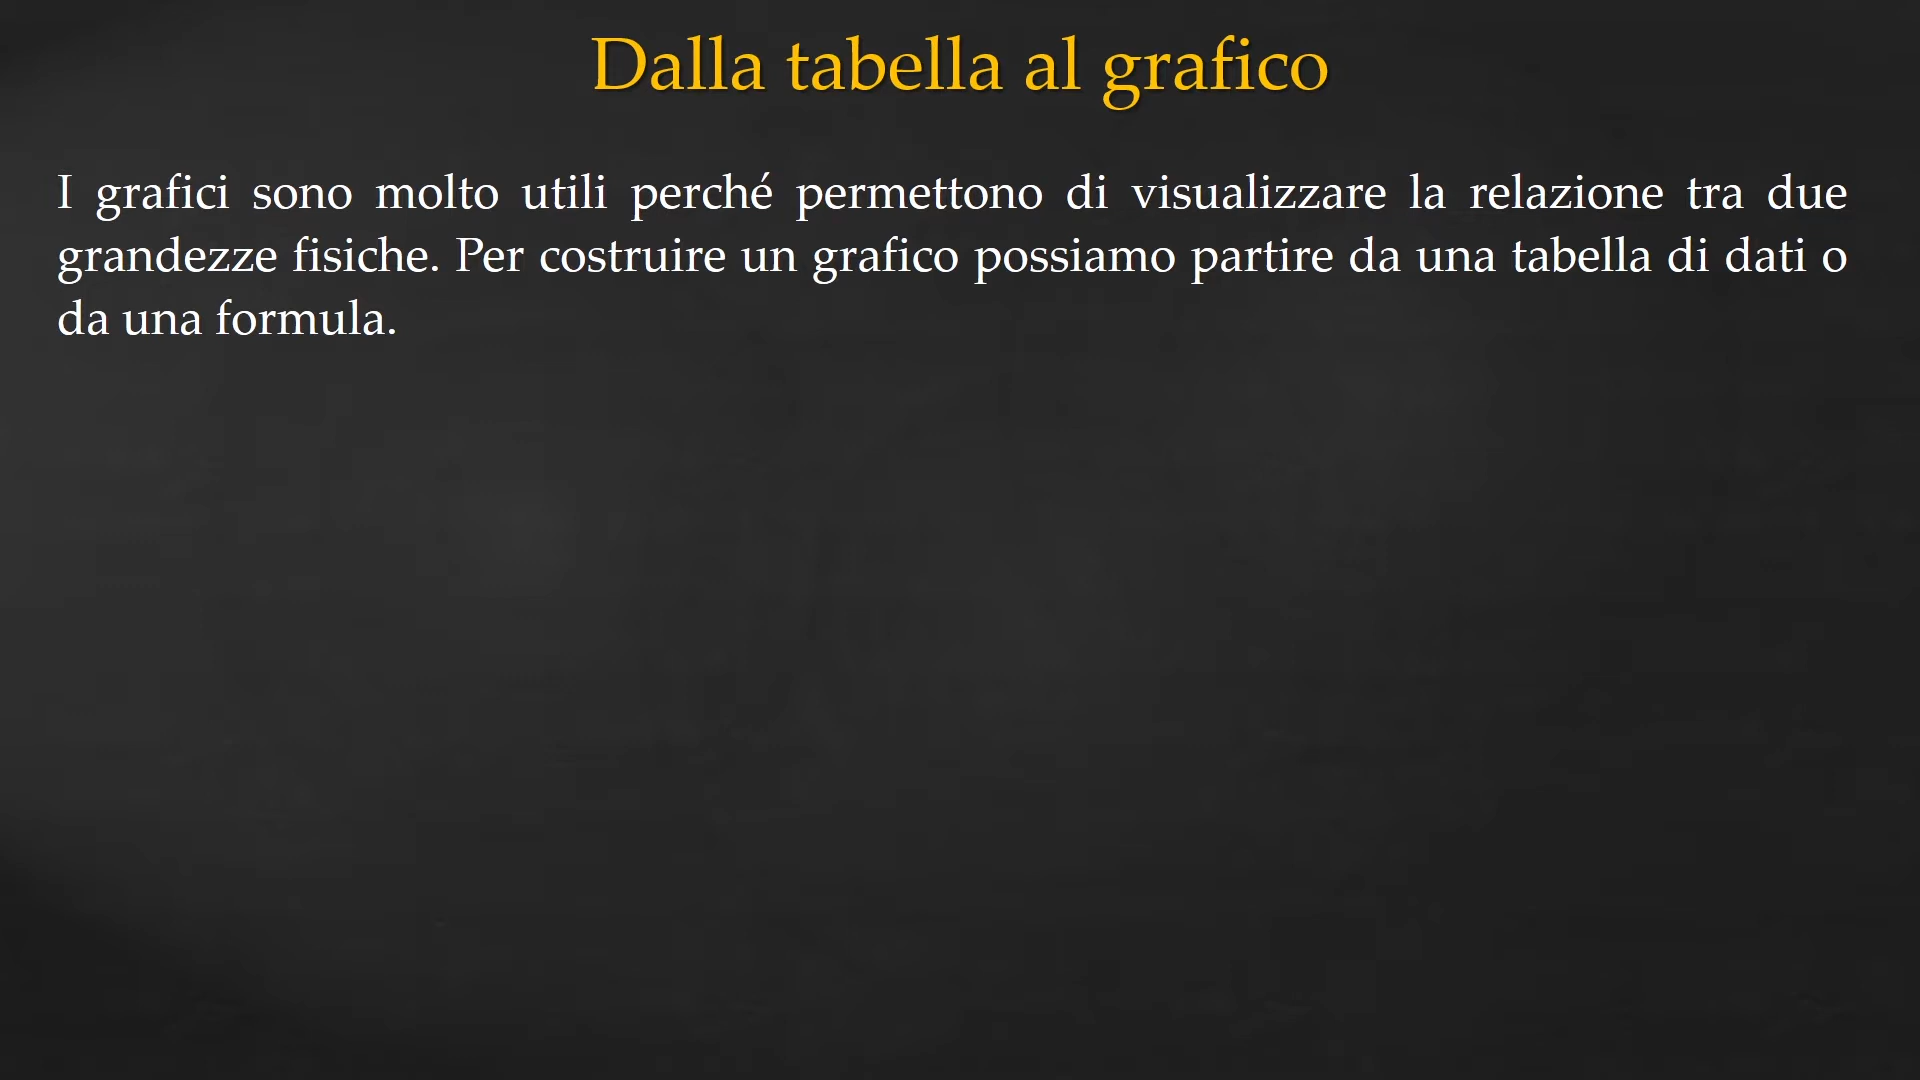 Dalla tabella al grafico
I grafici sono molto utili perché permettono di visualizzare la relazione tra due
grandezze fisiche. Per costruire un grafico possiamo partire da una tabella di dati o
da una formula.